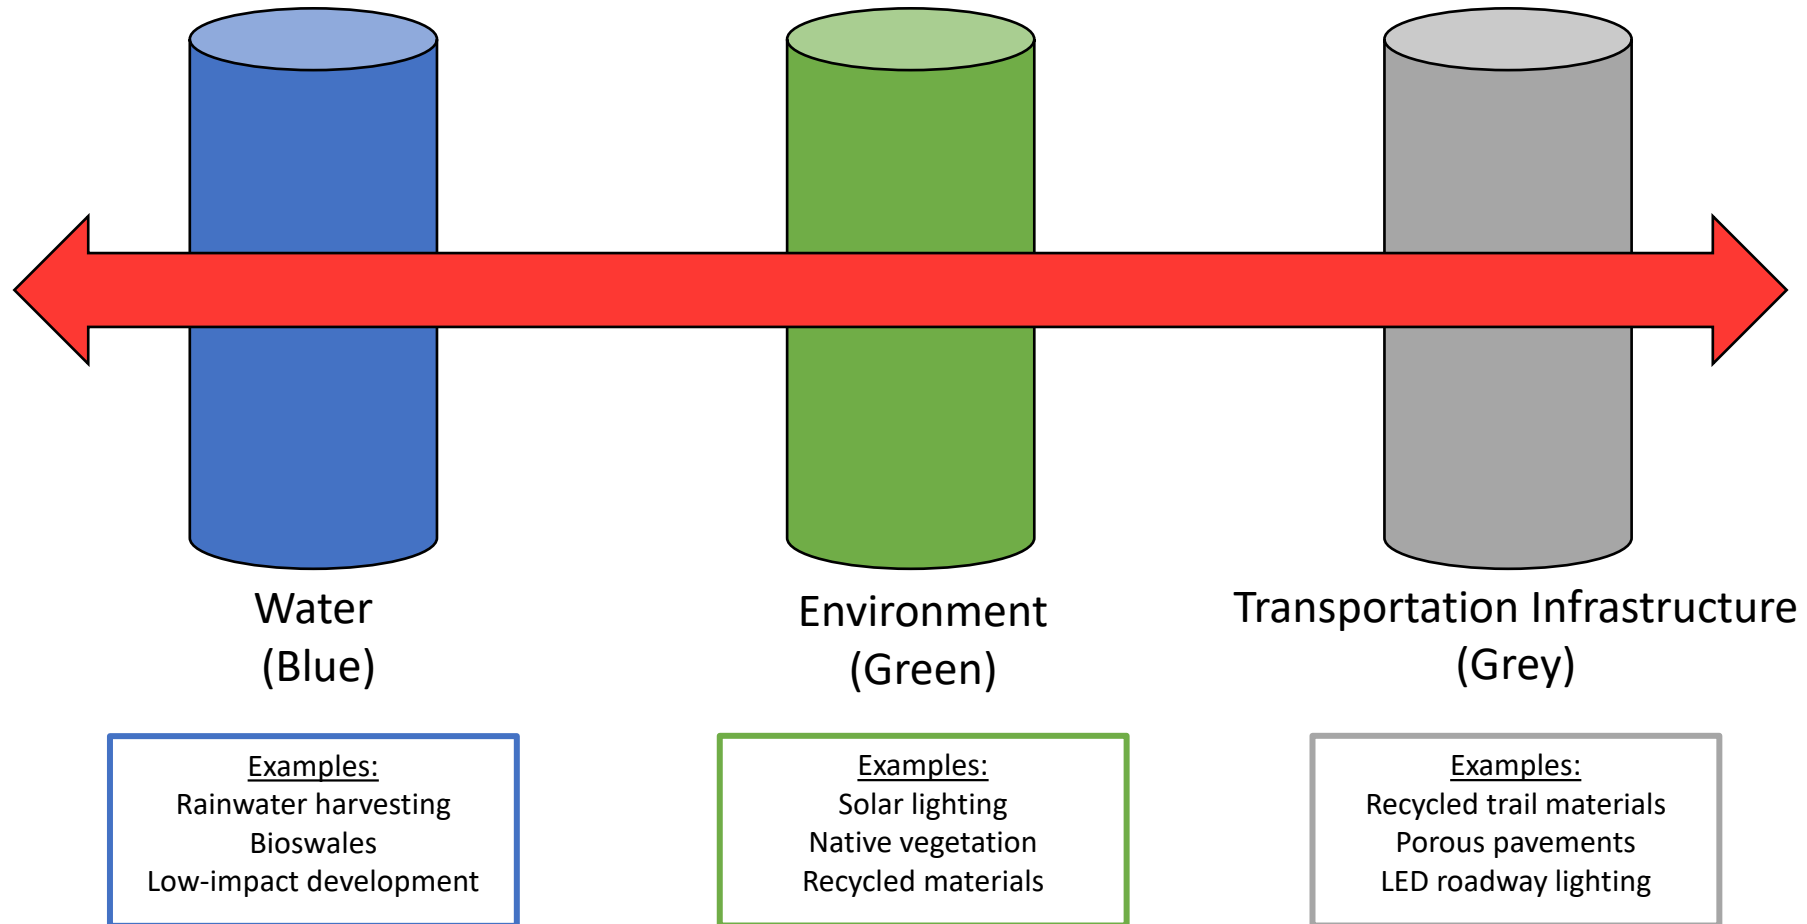 Water
(Blue)
Environment
(Green)
Transportation Infrastructure
(Grey)
Examples:
Rainwater harvesting
Bioswales
Low-impact development
Examples:
Solar lighting
Native vegetation
Recycled materials
Examples:
Recycled trail materials
Porous pavements
LED roadway lighting